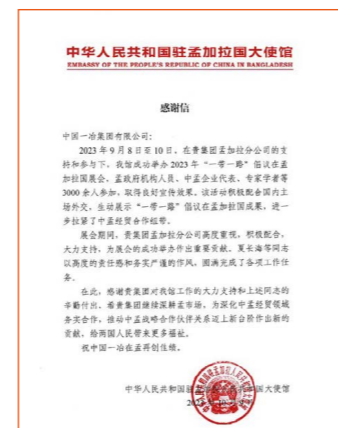 中华人民共和国驻孟加拉国大使馆
EMBASSY OF THE PEOPLE'S REPUBLIC OF CHINA IN BANGLADESH
感谢信
中国一冶集团有限公司：
2023年9月8日至10日，在贵集团孟加拉分公司的支
持和参与下，我馆成功举办2023年“一带一路”倡议在孟
加拉国展会，孟政府机构人员、中孟企业代表、专家学者等
3000余人参加，取得良好宣传效果。该活动积极配合国内主
场外交，生动展示“一带一路”倡议在孟加拉国成果，进一
步拉紧了中孟经贸合作纽带。
展会期间，贵集团孟加拉分公司高度重视，积极配合，
大力支持，为展会的成功举办作出重要贡献。夏长海等同志
以高度的责任感和务实严谨的作风，圆满完成了各项工作任
务。
在此，感谢贵集团对我馆工作的大力支持和上述同志的
辛勤付出。希贵集团继续深耕孟市场，为深化中孟经贸领域
务实合作，推动中孟战略合作伙伴关系迈上新台阶作出新的
贡献，给两国人民带来更多福祉。
祝中国一冶在孟再创佳绩。
中华人民共和国驻孟加拉人民共和国大使馆